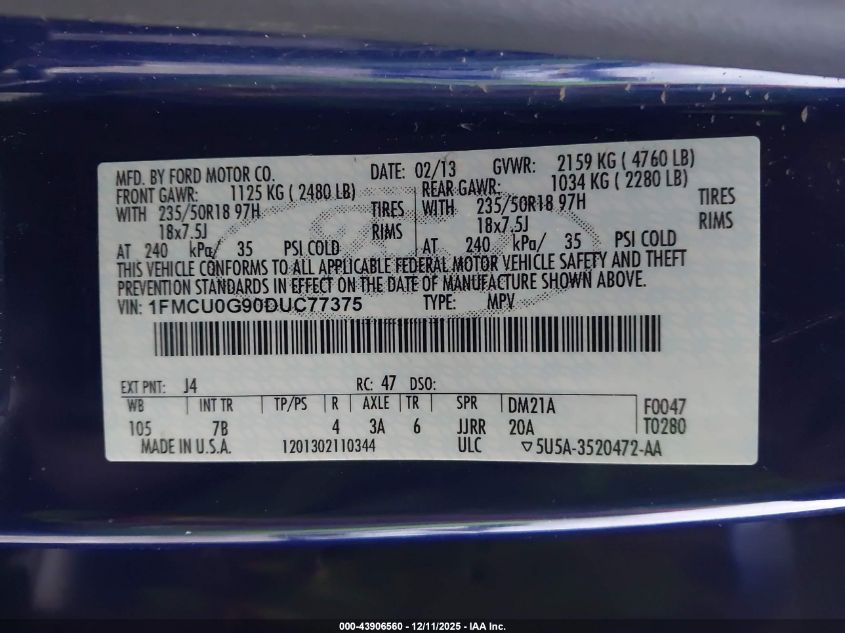 MFD. BY FORD MOTOR CO. DATE: 02/13 GVWR: 2159 KG ( 4760 LB)
FRONT GAWR: 1125 KG ( 2480 LB) REAR GAWR: 1034 KG ( 2280 LB)
WITH 235/50R18 97H TIRES WITH 235/50R18 97H TIRES
18x7.5J RIMS 18x7.5J RIMS
AT 240 kPa/ 35 PSI COLD AT 240 kPa/ 35 PSI COLD
THIS VEHICLE CONFORMS TO ALL APPLICABLE FEDERAL MOTOR VEHICLE SAFETY AND THEFT
PREVENTION STANDARDS IN EFFECT ON THE DATE OF MANUFACTURE SHOWN ABOVE.
VIN: 1FMCU0G90DUC77375 TYPE: MPV
EXT PNT: J4 RC: 47 DSO:
WB INT TR TP/PS R AXLE TR SPR DM21A F0047
105 7B 4 3A 6 JJRR 20A T0280
MADE IN U.S.A. 1201302110344 ULC ▽5U5A-3520472-AA
000-43906560 - 12/11/2025 - IAA Inc.